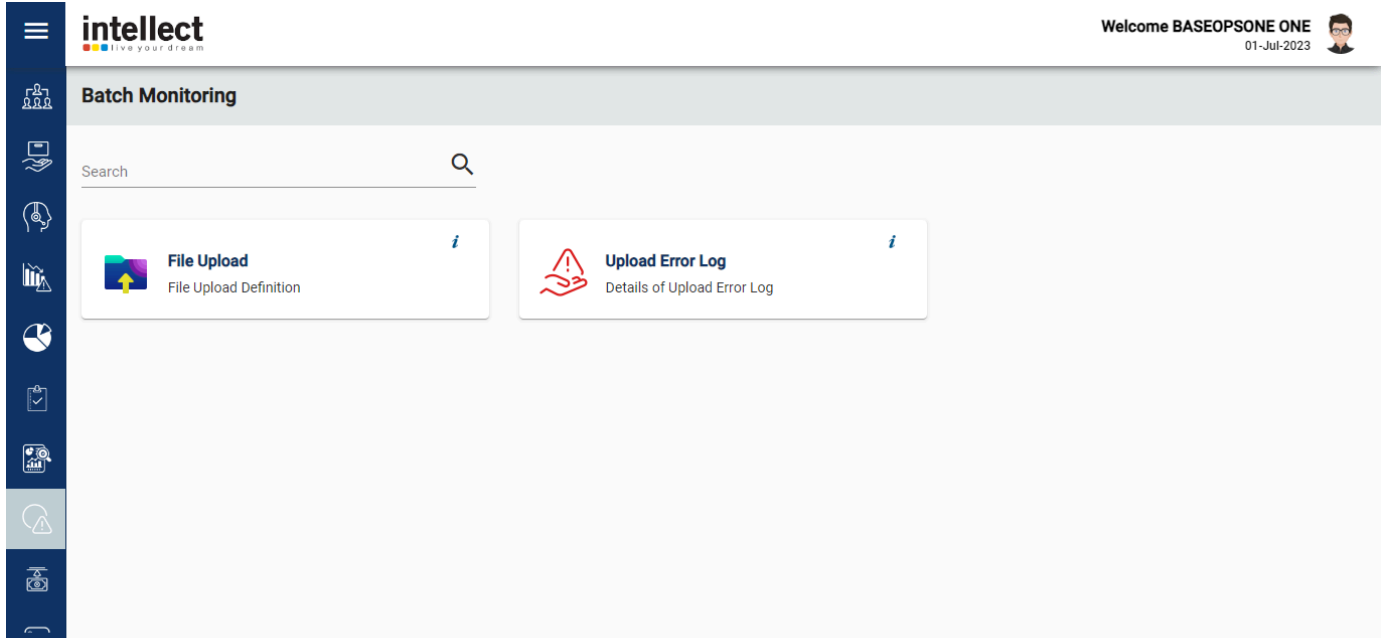 intellect
live your dream
Welcome BASEOPSONE ONE
01-Jul-2023
Batch Monitoring
Search
i
File Upload
File Upload Definition
i
Upload Error Log
Details of Upload Error Log